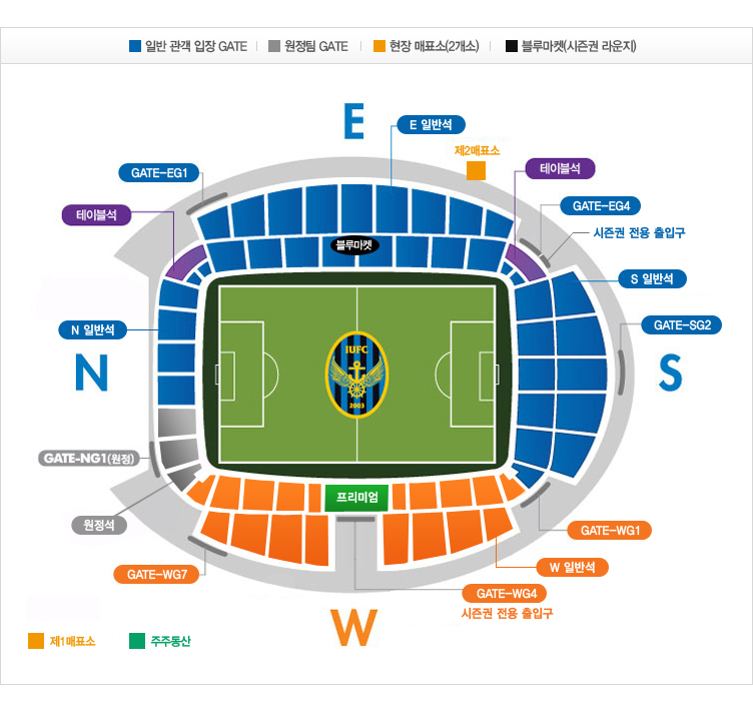 일반 관객 입장 GATE
원정팀 GATE
현장 매표소(2개소)
블루마켓(시즌권 라운지)
E
E 일반석
제2매표소
테이블석
GATE-EG1
GATE-EG4
시즌권 전용 출입구
테이블석
블루마켓
S 일반석
N 일반석
GATE-SG2
IUFC
2003
N
S
GATE-NG1(원정)
프리미엄
원정석
GATE-WG1
W 일반석
GATE-WG7
GATE-WG4
시즌권 전용 출입구
W
제1매표소
주주동산